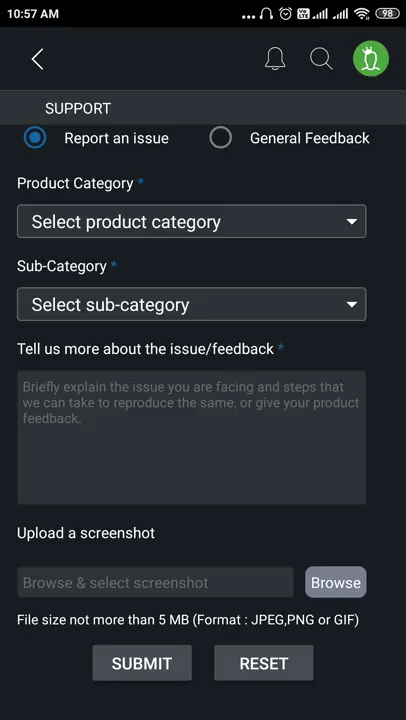 10:57 AM
Vo LTE
98
SUPPORT
Report an issue
General Feedback
Product Category *
Select product category
Sub-Category *
Select sub-category
Tell us more about the issue/feedback *
Briefly explain the issue you are facing and steps that
we can take to reproduce the same, or give your product
feedback.
Upload a screenshot
Browse & select screenshot
Browse
File size not more than 5 MB (Format : JPEG,PNG or GIF)
SUBMIT
RESET